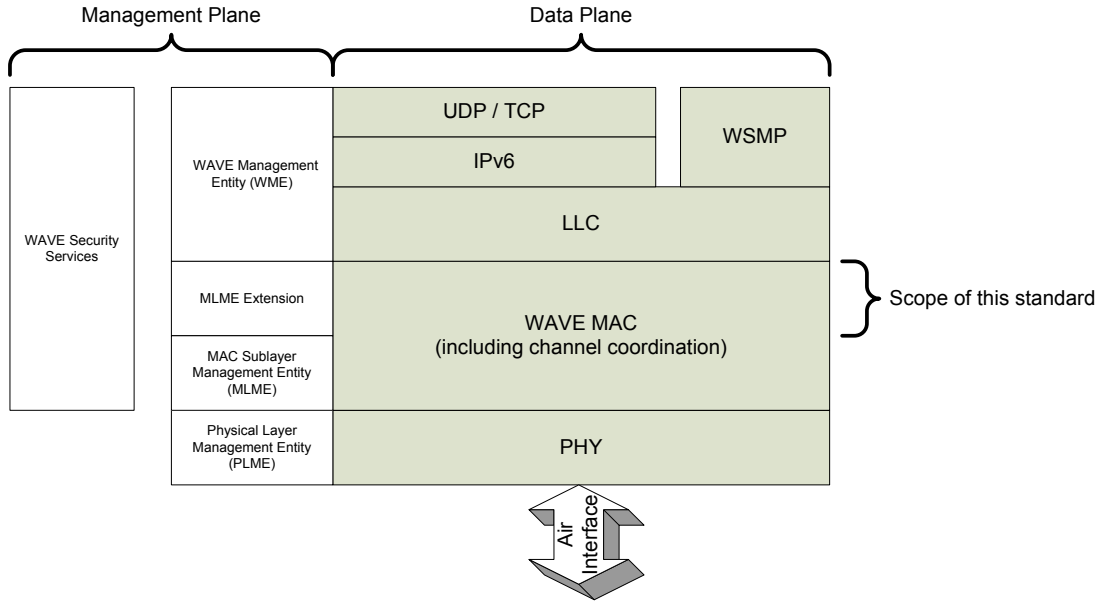 Management Plane
Data Plane
UDP / TCP
WSMP
WAVE Management
Entity (WME)
IPv6
LLC
WAVE Security
Services
MLME Extension
WAVE MAC
(including channel coordination)
Scope of this standard
MAC Sublayer
Management Entity
(MLME)
Physical Layer
Management Entity
(PLME)
PHY
Air
Interface